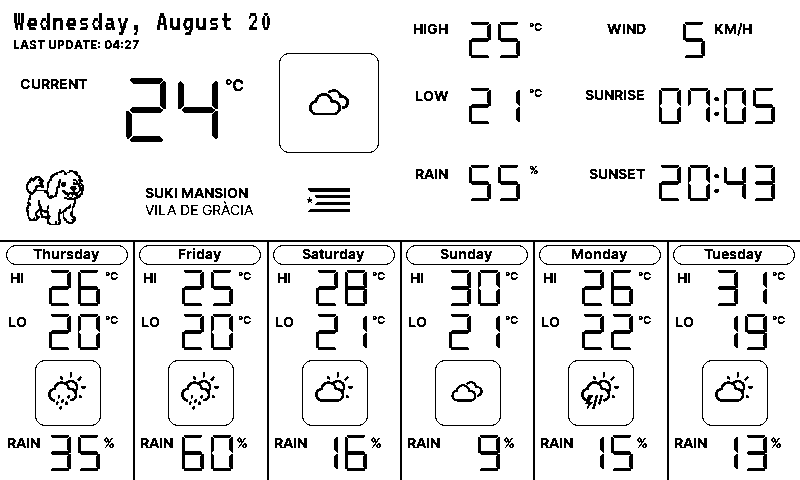 Wednesday, August 20
LAST UPDATE: 04:27
CURRENT 24°C
SUKI MANSION
VILA DE GRÀCIA
HIGH 25°C
LOW 21°C
RAIN 55%
WIND 5 KM/H
SUNRISE 07:05
SUNSET 20:43
Thursday
HI 26°C
LO 20°C
RAIN 35%
Friday
HI 25°C
LO 20°C
RAIN 60%
Saturday
HI 28°C
LO 21°C
RAIN 16%
Sunday
HI 30°C
LO 21°C
RAIN 9%
Monday
HI 26°C
LO 22°C
RAIN 15%
Tuesday
HI 31°C
LO 19°C
RAIN 13%